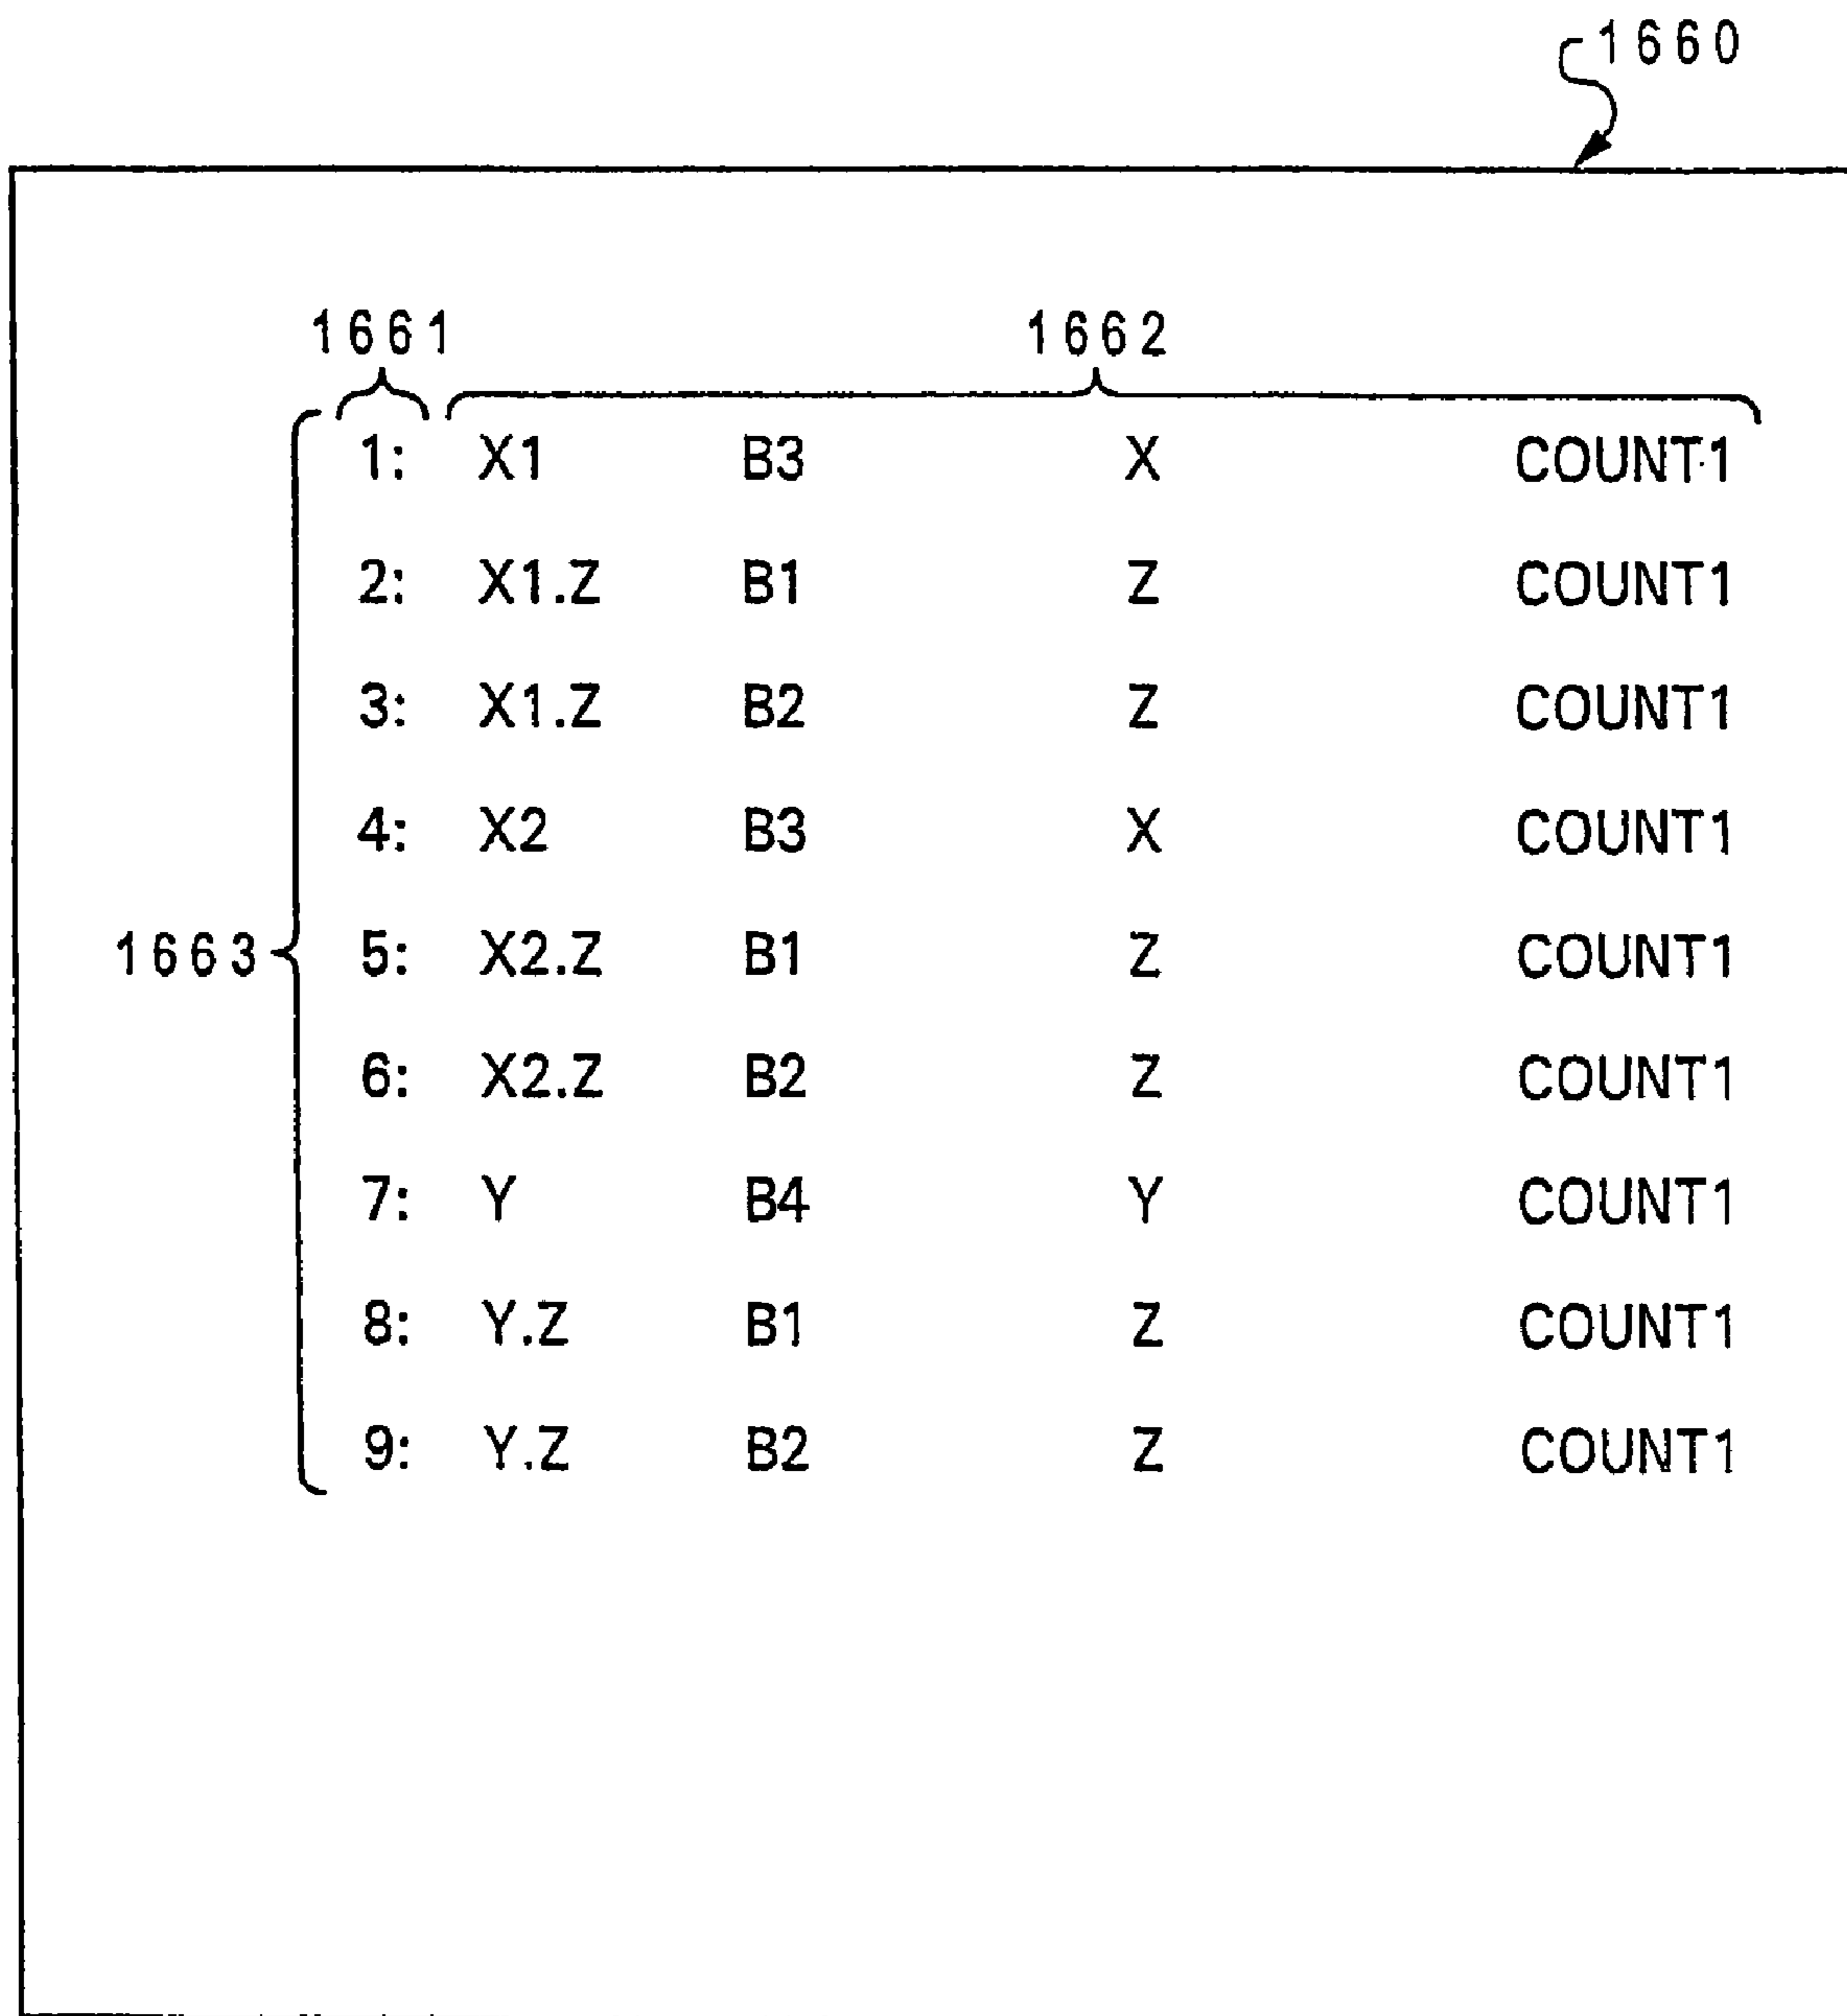 1660
1661 1662
1: X1 B3 X COUNT1
2: X1.Z B1 Z COUNT1
3: X1.Z B2 Z COUNT1
4: X2 B3 X COUNT1
1663 5: X2.Z B1 Z COUNT1
6: X2.Z B2 Z COUNT1
7: Y B4 Y COUNT1
8: Y.Z B1 Z COUNT1
9: Y.Z B2 Z COUNT1